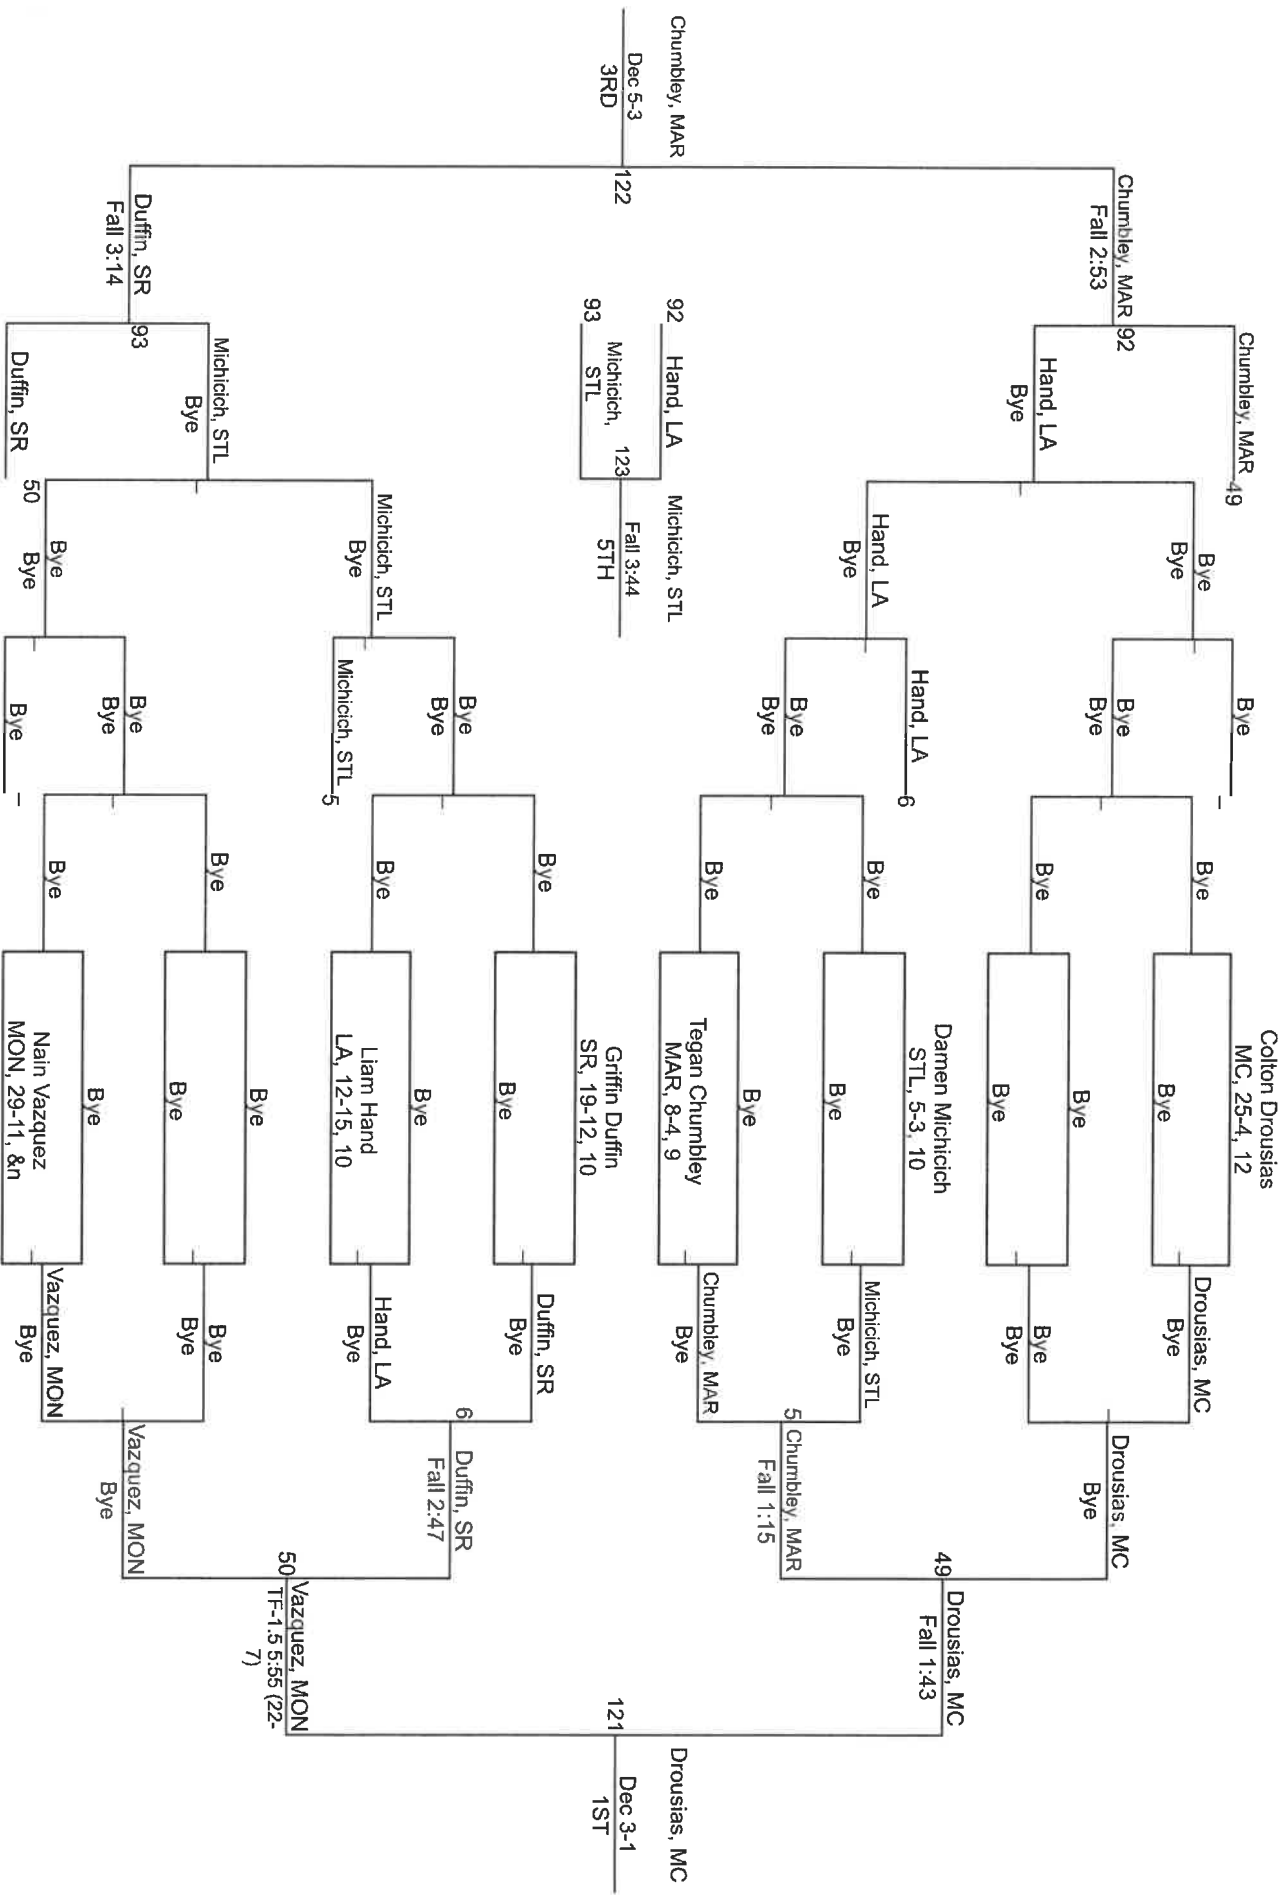 Colton Drousias
MC, 25-4, 12
Chumbley, MAR
49
Bye
–
Bye
Bye
Bye
Bye
Drousias, MC
Bye
Chumbley, MAR
Fall 2:53
92
Bye
Bye
Drousias, MC
Bye
Bye
Hand, LA
Bye
Bye
Bye
Bye
Bye
Damen Michicich
STL, 5-3, 10
49
Drousias, MC
Fall 1:43
Hand, LA
6
Hand, LA
Bye
Bye
Bye
Michicich, STL
Bye
Bye
Bye
5
Chumbley, MAR
Fall 1:15
Bye
Bye
Tegan Chumbley
MAR, 8-4, 9
Chumbley, MAR
Bye
Chumbley, MAR
Dec 5-3
3RD
122
92
Hand, LA
93
Michicich,
STL
123
Michicich, STL
Fall 3:44
5TH
121
Drousias, MC
Dec 3-1
1ST
Griffin Duffin
SR, 19-12, 10
Bye
Bye
Duffin, SR
Bye
Bye
Bye
6
Duffin, SR
Fall 2:47
Michicich, STL
Bye
Bye
Bye
Hand, LA
Bye
Michicich, STL
5
Liam Hand
LA, 12-15, 10
50
Vazquez, MON
TF-1.5 5:55 (22-
7)
Bye
Michicich, STL
Bye
Bye
Bye
Bye
Bye
Duffin, SR
Fall 3:14
93
Bye
Bye
Vazquez, MON
Bye
Bye
Bye
Bye
Bye
Nain Vazquez
MON, 29-11, &n
Vazquez, MON
Bye
50
Duffin, SR
Bye
–